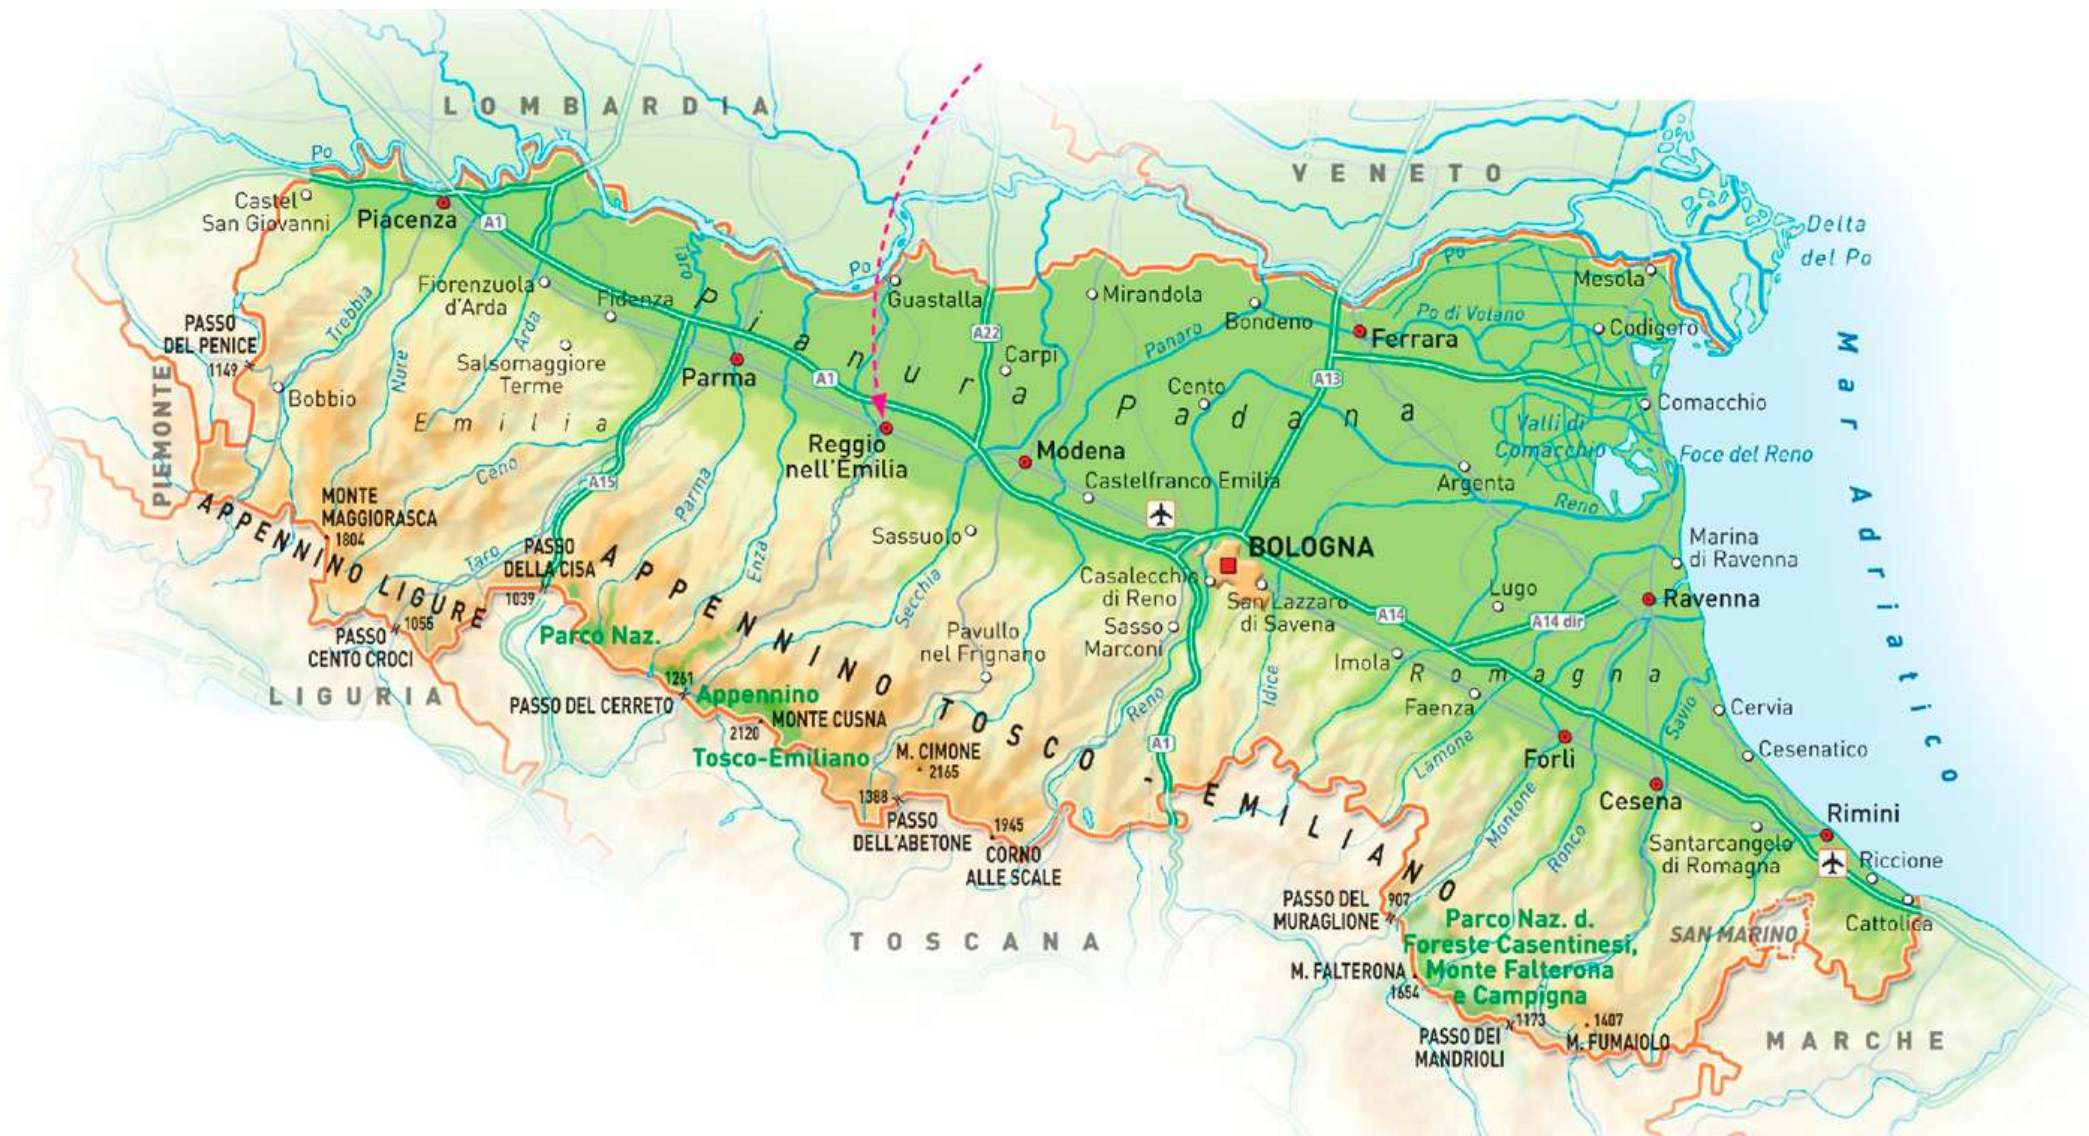 LOMBARDIA
VENETO
Po
Castel
San Giovanni
Piacenza
A1
Taro
Po
Po
Delta
del Po
Mesola
Fiorenzuola
d'Arda
Fidenza
Guastalla
Mirandola
Bondeno
Po di Volano
Codigoro
Trebbia
Nure
Arda
PASSO
DEL PENICE
1149
Pianura Padana
A22
Panaro
Ferrara
Mar Adriatico
Salsomaggiore
Terme
Parma
A1
Carpi
Cento
A13
Comacchio
PIEMONTE
Bobbio
Emilia
Reggio
nell'Emilia
Modena
Valli di
Comacchio
Foce del Reno
Ceno
A15
Parma
Castelfranco Emilia
Argenta
Reno
MONTE
MAGGIORASCA
1804
APPENNINO LIGURE
Taro
PASSO
DELLA CISA
1039
Enza
Sassuolo
Secchia
BOLOGNA
Marina
di Ravenna
Casalecchio
di Reno
San Lazzaro
di Savena
A14
Lugo
A14 dir
Ravenna
APPENNINO TOSCO-EMILIANO
PASSO
CENTO CROCI
1055
Parco Naz.
Appennino
Tosco-Emiliano
Pavullo
nel Frignano
Sasso
Marconi
Imola
Romagna
LIGURIA
1261
PASSO DEL CERRETO
MONTE CUSNA
2120
Reno
Idice
Faenza
Savio
Cervia
M. CIMONE
2165
A1
Lamone
Forlì
Cesenatico
1388
PASSO
DELL'ABETONE
1945
CORNO
ALLE SCALE
Montone
Ronco
Cesena
Rimini
Santarcangelo
di Romagna
Riccione
PASSO DEL
MURAGLIONE
907
Parco Naz. d.
Foreste Casentinesi,
Monte Falterona
e Campigna
SAN MARINO
Cattolica
TOSCANA
M. FALTERONA
1654
PASSO DEI
MANDRIOLI
1173
1407
M. FUMAIOLO
MARCHE